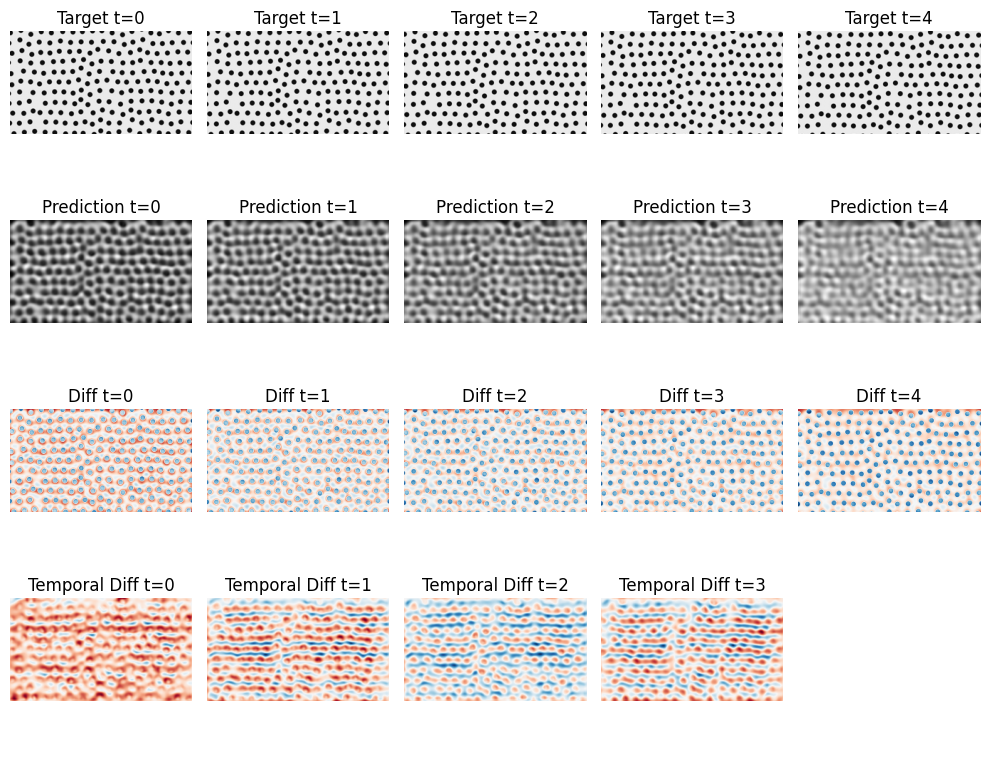 Target t=0
Target t=1
Target t=2
Target t=3
Target t=4
Prediction t=0
Prediction t=1
Prediction t=2
Prediction t=3
Prediction t=4
Diff t=0
Diff t=1
Diff t=2
Diff t=3
Diff t=4
Temporal Diff t=0
Temporal Diff t=1
Temporal Diff t=2
Temporal Diff t=3